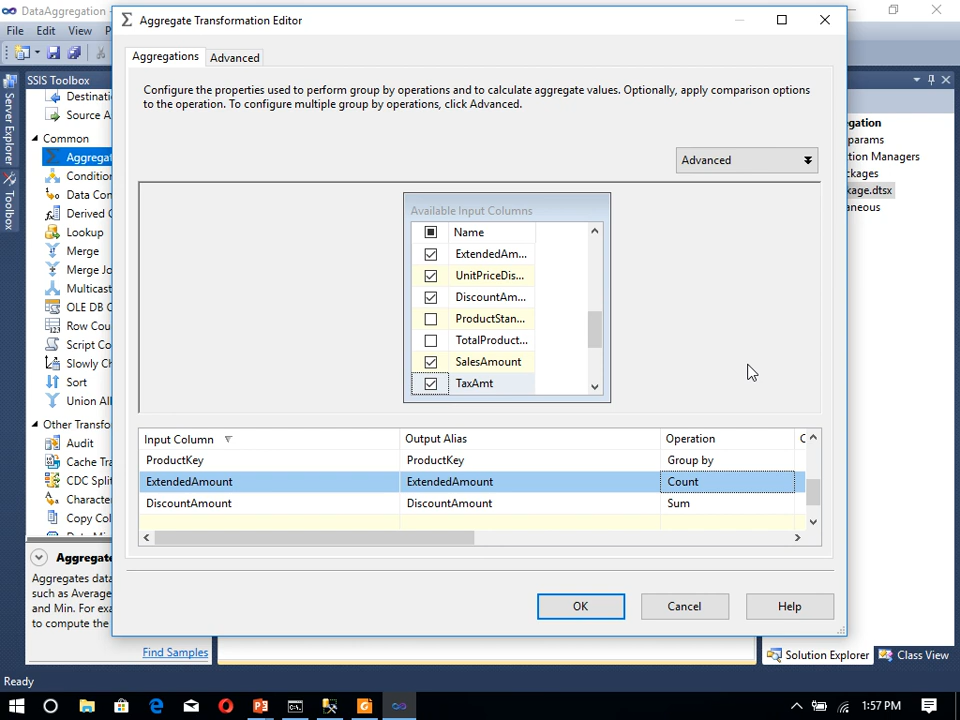 DataAggregation -
Aggregate Transformation Editor
File Edit View P
Aggregations Advanced
SSIS Toolbox
Configure the properties used to perform group by operations and to calculate aggregate values. Optionally, apply comparison options
to the operation. To configure multiple group by operations, click Advanced.
Advanced
Server Explorer
Toolbox
Destinati
Source A
Common
Aggregat
Condition
Data Con
Derived C
Lookup
Merge
Merge Jo
Multicast
OLE DB C
Row Cou
Script Co
Slowly Ch
Sort
Union All
Other Transfo
Audit
Cache Tra
CDC Split
Character
Copy Col
Available Input Columns
Name
ExtendedAm...
UnitPriceDis...
DiscountAm...
ProductStan...
TotalProduct...
SalesAmount
TaxAmt
Input Column Output Alias Operation C
ProductKey ProductKey Group by
ExtendedAmount ExtendedAmount Count
DiscountAmount DiscountAmount Sum
OK Cancel Help
egation
params
tion Managers
ckages
kage.dtsx
aneous
Aggregate
Aggregates data
such as Average
and Min. For exa
to compute the
Find Samples
Solution Explorer Class View
Ready
1:57 PM